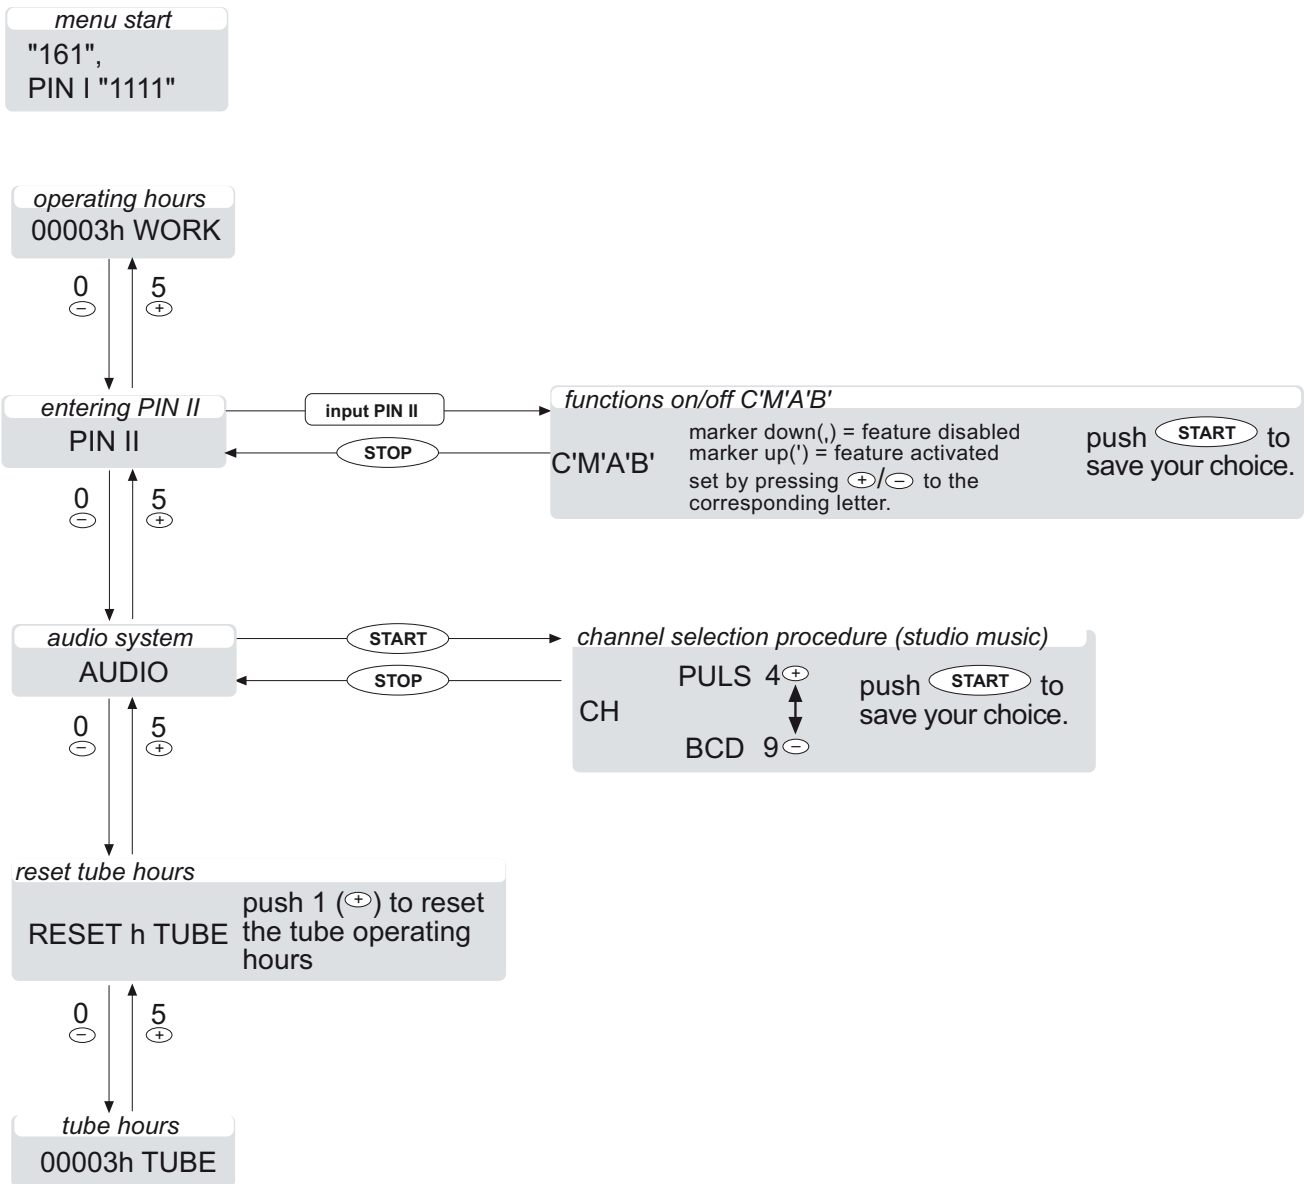 menu start
"161",
PIN I "1111"
operating hours
00003h WORK
0 5
− +
entering PIN II
PIN II
input PIN II
STOP
functions on/off C'M'A'B'
C'M'A'B'
marker down(,) = feature disabled
marker up(') = feature activated
set by pressing +/− to the
corresponding letter.
push START to
save your choice.
0 5
− +
audio system
AUDIO
START
STOP
channel selection procedure (studio music)
CH
PULS 4 +
BCD 9 −
push START to
save your choice.
0 5
− +
reset tube hours
RESET h TUBE
push 1 (+) to reset
the tube operating
hours
0 5
− +
tube hours
00003h TUBE